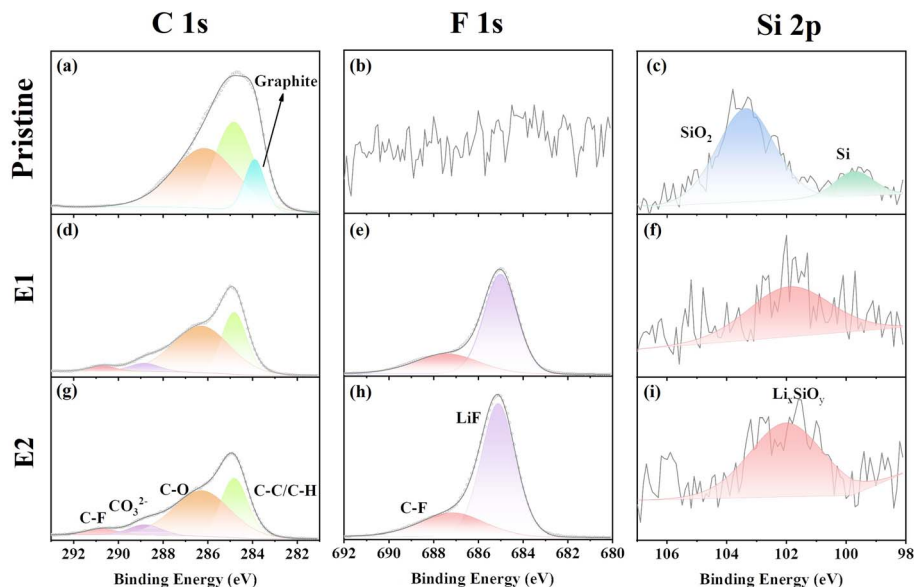 C 1s
F 1s
Si 2p
Pristine
(a)
Graphite
(b)
(c)
SiO₂
Si
E1
(d)
(e)
(f)
E2
(g)
C-F
CO₃²⁻
C-O
C-C/C-H
(h)
LiF
C-F
(i)
LiₓSiOᵧ
292 290 288 286 284 282
692 690 688 686 684 682 680
106 104 102 100 98
Binding Energy (eV)
Binding Energy (eV)
Binding Energy (eV)